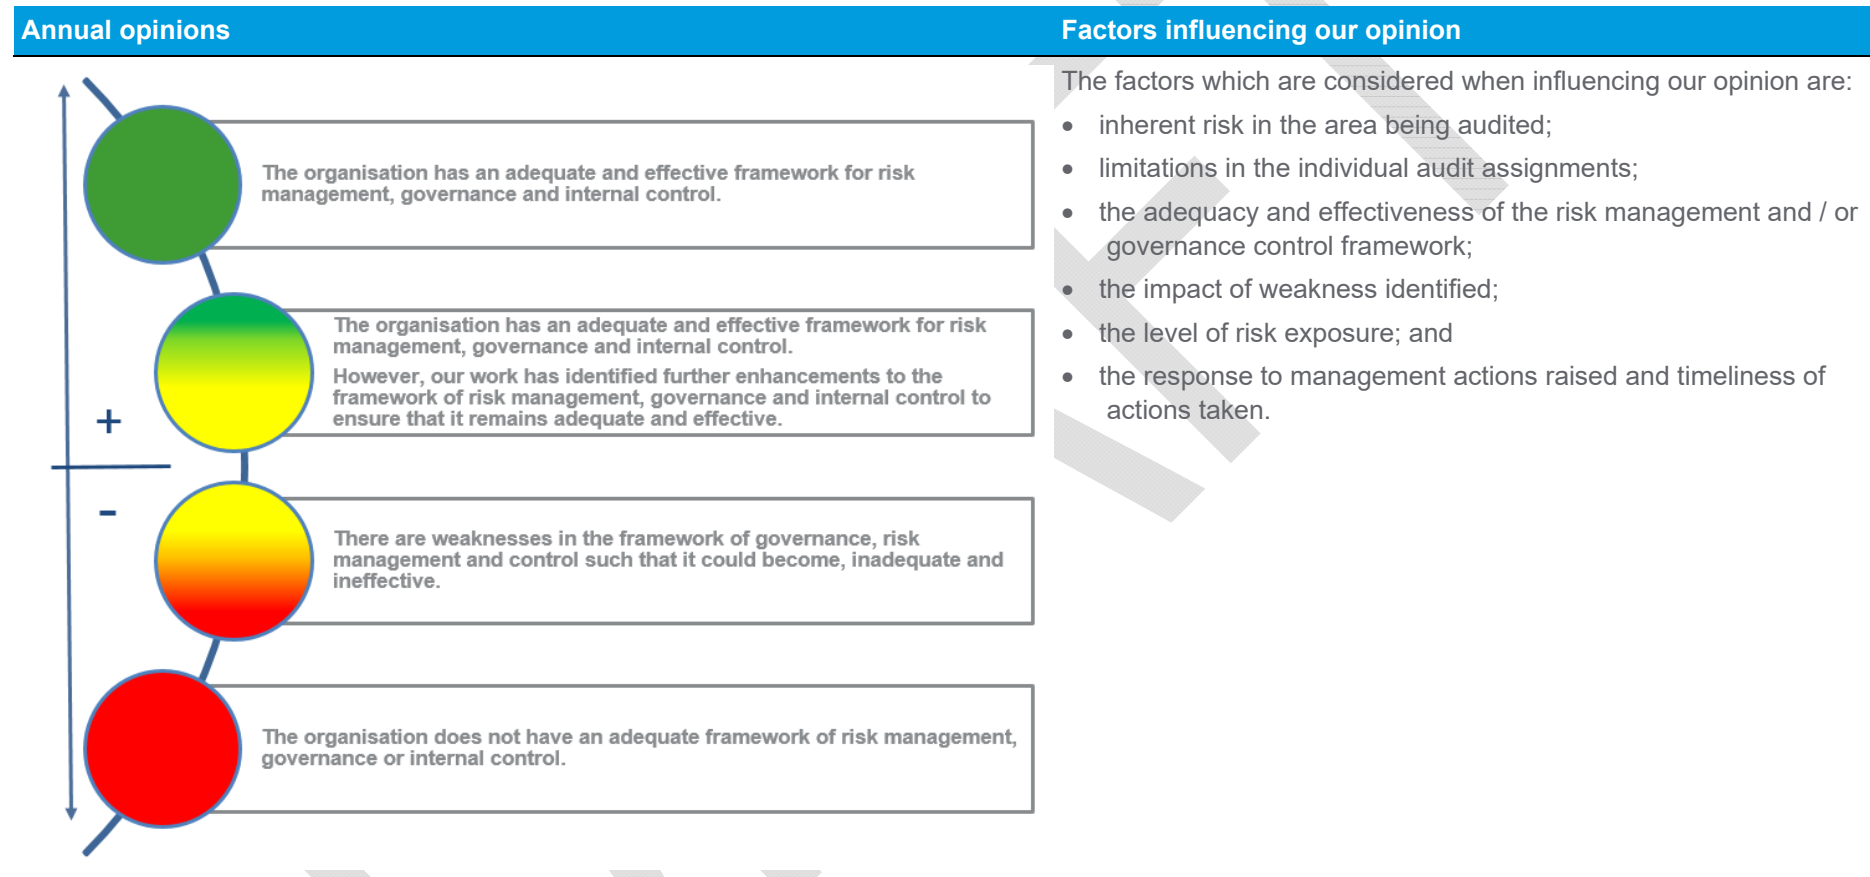 Annual opinions
Factors influencing our opinion
The organisation has an adequate and effective framework for risk
management, governance and internal control.
The organisation has an adequate and effective framework for risk
management, governance and internal control.
However, our work has identified further enhancements to the
framework of risk management, governance and internal control to
ensure that it remains adequate and effective.
+
-
There are weaknesses in the framework of governance, risk
management and control such that it could become, inadequate and
ineffective.
The organisation does not have an adequate framework of risk management,
governance or internal control.
The factors which are considered when influencing our opinion are:
• inherent risk in the area being audited;
• limitations in the individual audit assignments;
• the adequacy and effectiveness of the risk management and / or
governance control framework;
• the impact of weakness identified;
• the level of risk exposure; and
• the response to management actions raised and timeliness of
actions taken.